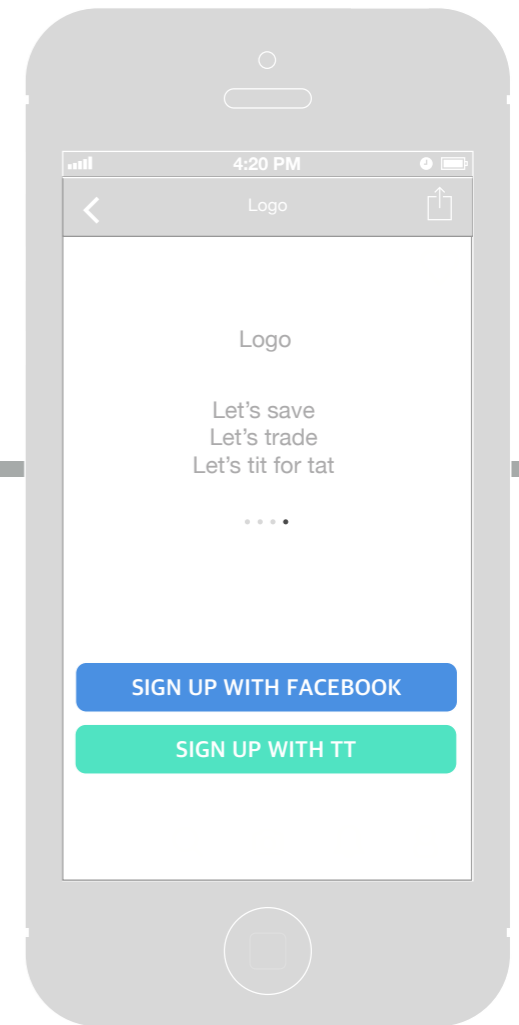 4:20 PM
Logo
Logo
Let’s save
Let’s trade
Let’s tit for tat
SIGN UP WITH FACEBOOK
SIGN UP WITH TT